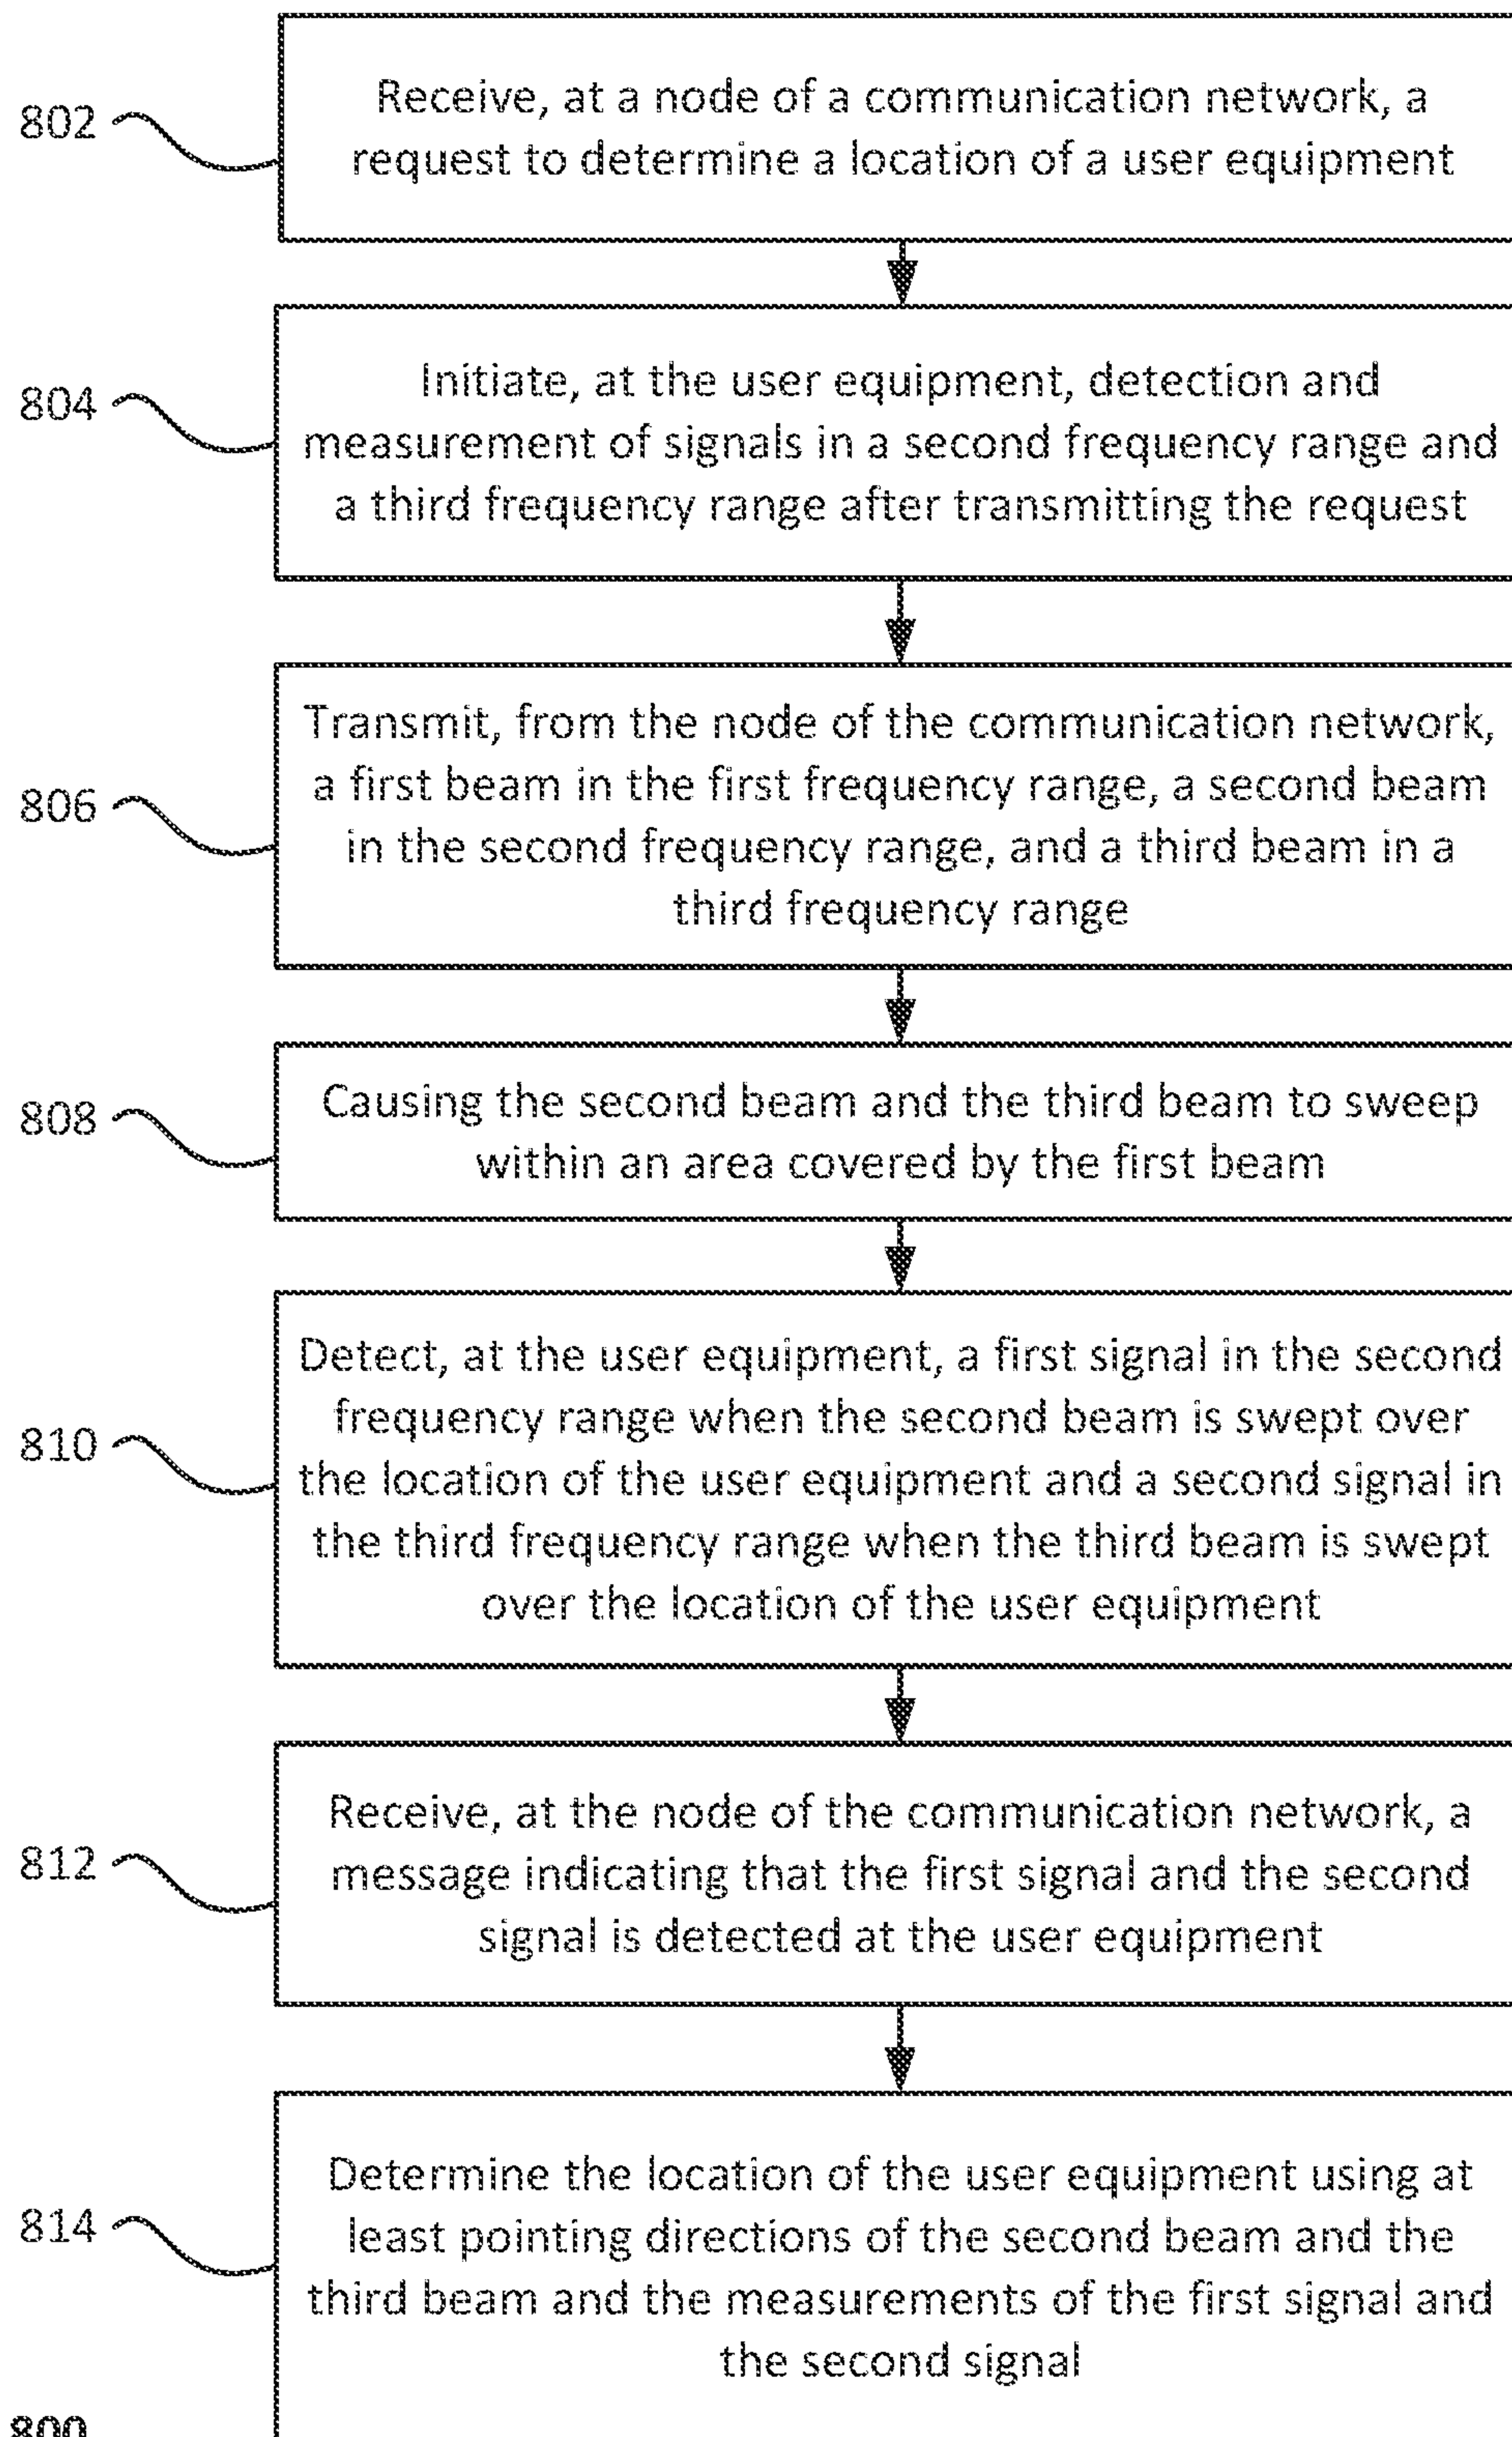 802
Receive, at a node of a communication network, a
request to determine a location of a user equipment
804
Initiate, at the user equipment, detection and
measurement of signals in a second frequency range and
a third frequency range after transmitting the request
806
Transmit, from the node of the communication network,
a first beam in the first frequency range, a second beam
in the second frequency range, and a third beam in a
third frequency range
808
Causing the second beam and the third beam to sweep
within an area covered by the first beam
810
Detect, at the user equipment, a first signal in the second
frequency range when the second beam is swept over
the location of the user equipment and a second signal in
the third frequency range when the third beam is swept
over the location of the user equipment
812
Receive, at the node of the communication network, a
message indicating that the first signal and the second
signal is detected at the user equipment
814
Determine the location of the user equipment using at
least pointing directions of the second beam and the
third beam and the measurements of the first signal and
the second signal
800